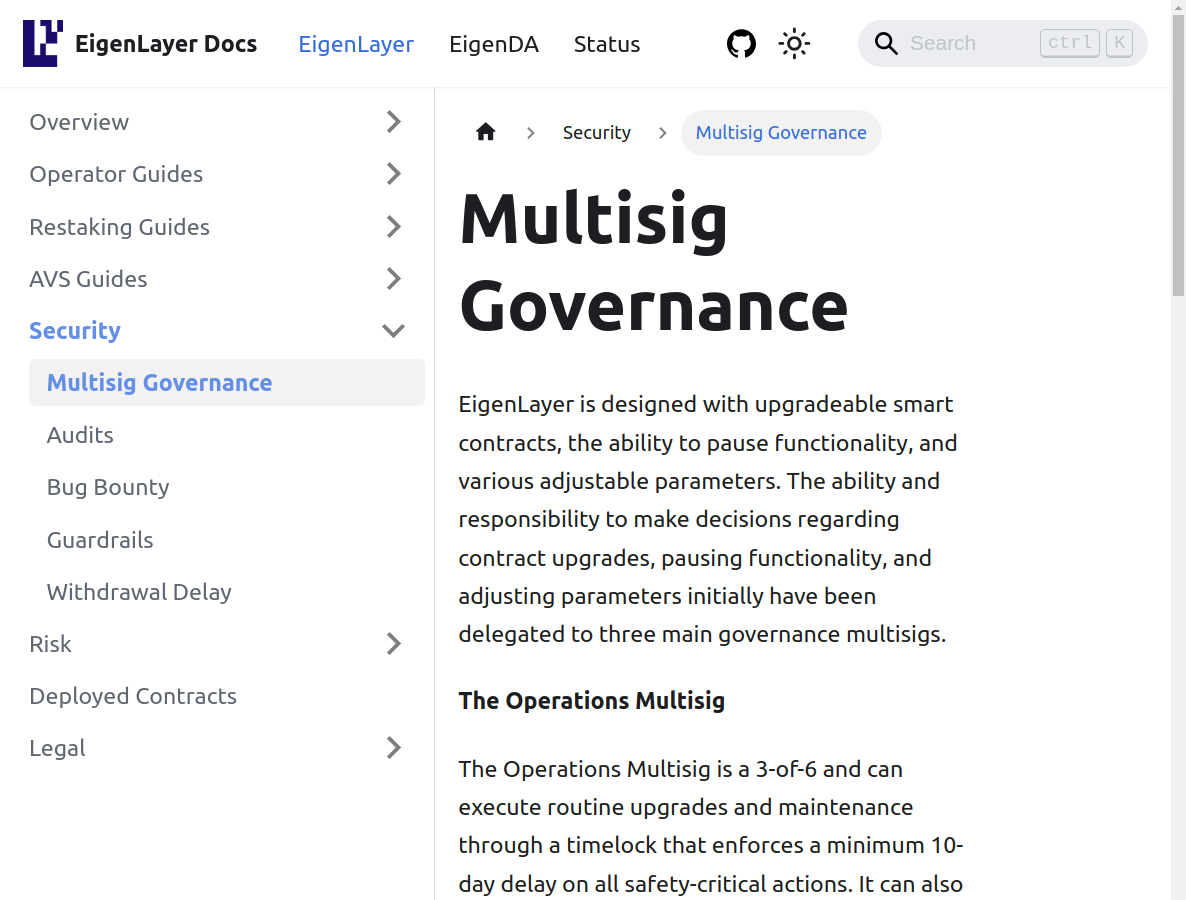 EigenLayer Docs EigenLayer EigenDA Status Search ctrl K
Overview
Operator Guides
Restaking Guides
AVS Guides
Security
Multisig Governance
Audits
Bug Bounty
Guardrails
Withdrawal Delay
Risk
Deployed Contracts
Legal
Security Multisig Governance
Multisig
Governance
EigenLayer is designed with upgradeable smart
contracts, the ability to pause functionality, and
various adjustable parameters. The ability and
responsibility to make decisions regarding
contract upgrades, pausing functionality, and
adjusting parameters initially have been
delegated to three main governance multisigs.
The Operations Multisig
The Operations Multisig is a 3-of-6 and can
execute routine upgrades and maintenance
through a timelock that enforces a minimum 10-
day delay on all safety-critical actions. It can also